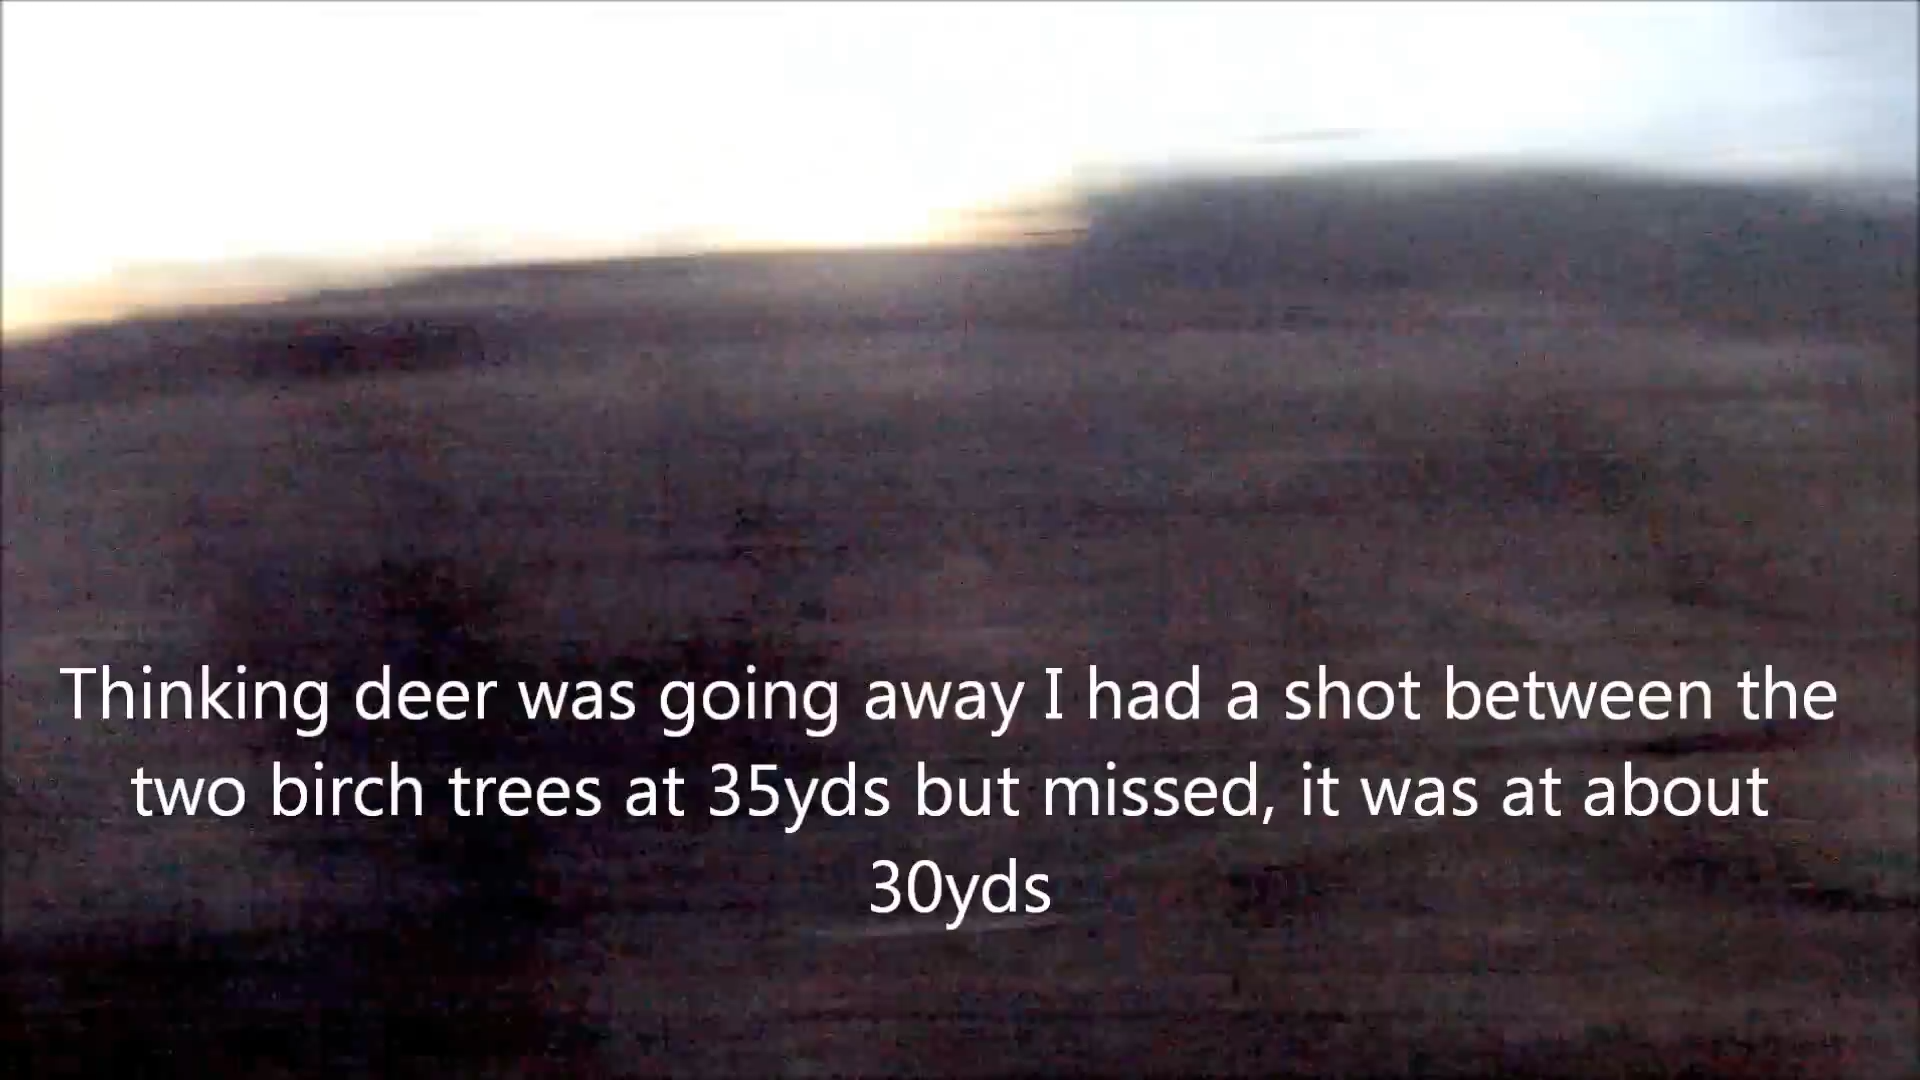 Thinking deer was going away I had a shot between the
two birch trees at 35yds but missed, it was at about
30yds